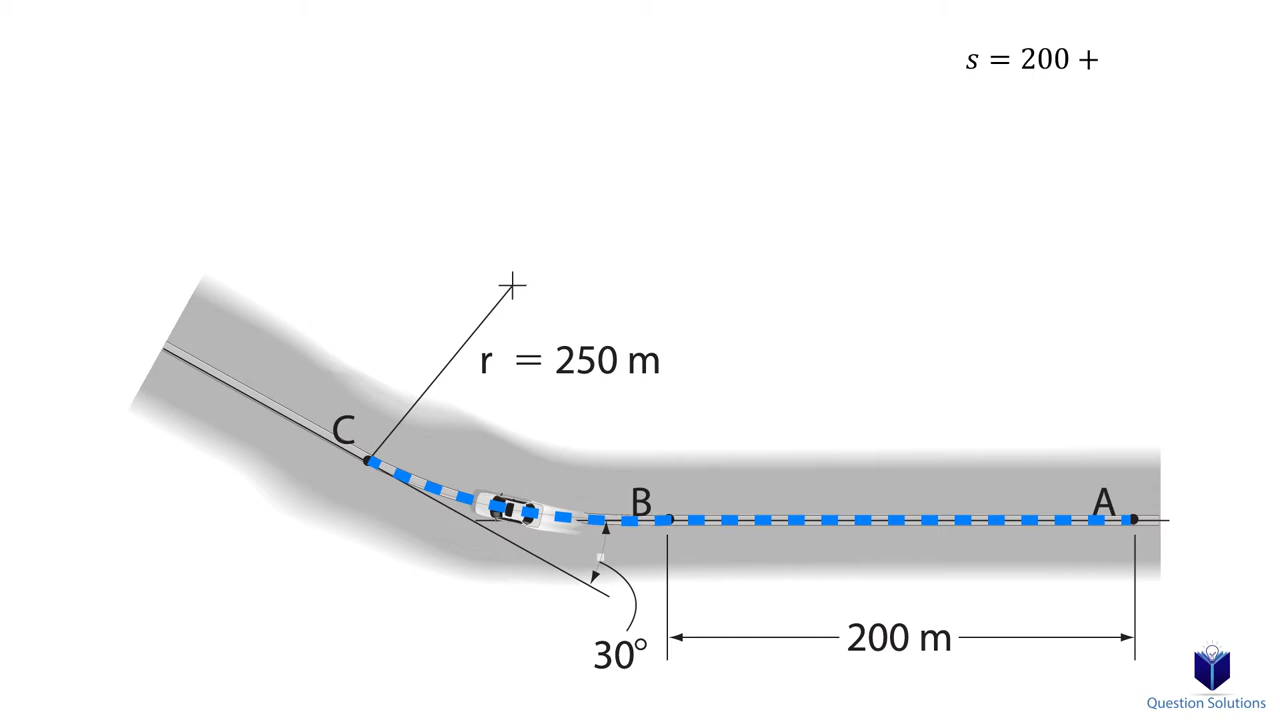 s = 200 +
r = 250 m
C
B
A
30°
200 m
Question Solutions